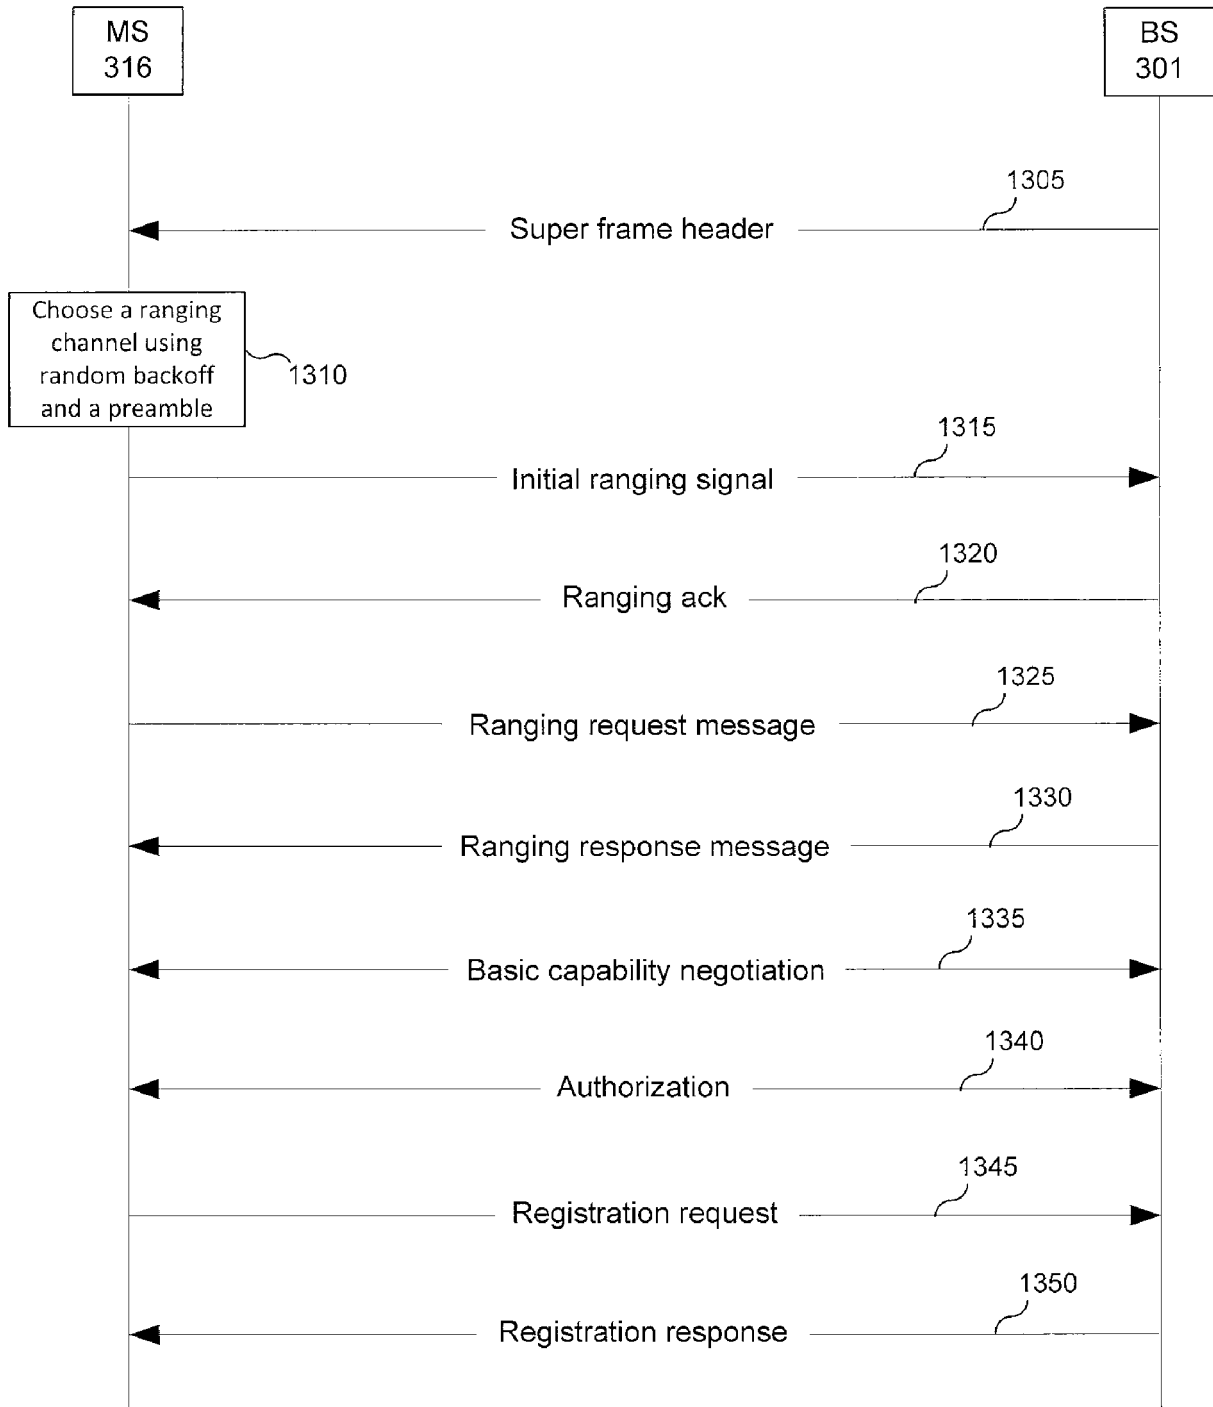 MS
316
BS
301
1305
Super frame header
Choose a ranging
channel using
random backoff
and a preamble
1310
1315
Initial ranging signal
1320
Ranging ack
1325
Ranging request message
1330
Ranging response message
1335
Basic capability negotiation
1340
Authorization
1345
Registration request
1350
Registration response